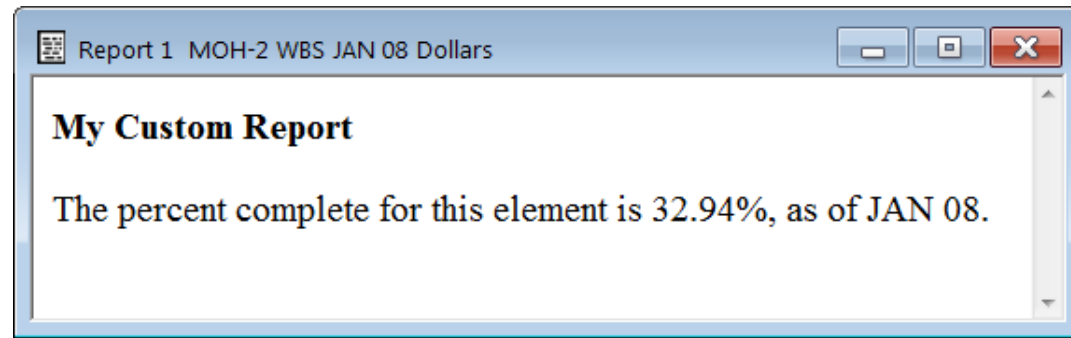 Report 1 MOH-2 WBS JAN 08 Dollars
My Custom Report
The percent complete for this element is 32.94%, as of JAN 08.